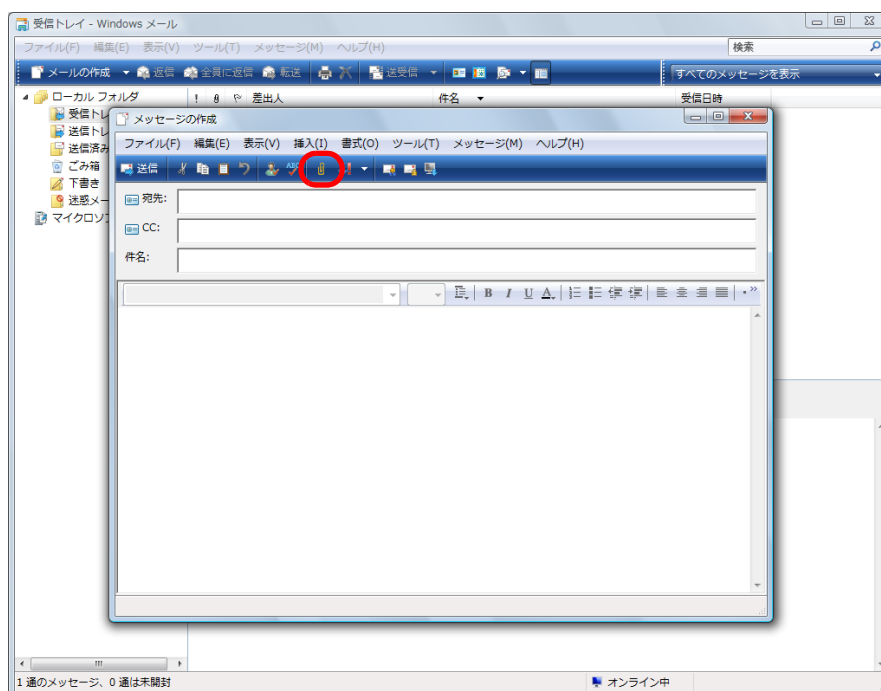 受信トレイ - Windows メール
ファイル(F) 編集(E) 表示(V) ツール(T) メッセージ(M) ヘルプ(H) 検索
メールの作成 返信 全員に返信 転送 送受信 すべてのメッセージを表示
ローカル フォルダ ! 差出人 件名 受信日時
受信トレ
送信トレ
送信済み
ごみ箱
下書き
迷惑メー
マイクロソ
メッセージの作成
ファイル(F) 編集(E) 表示(V) 挿入(I) 書式(O) ツール(T) メッセージ(M) ヘルプ(H)
送信 ABC
宛先:
CC:
件名:
B I U A
1 通のメッセージ、0 通は未開封 オンライン中